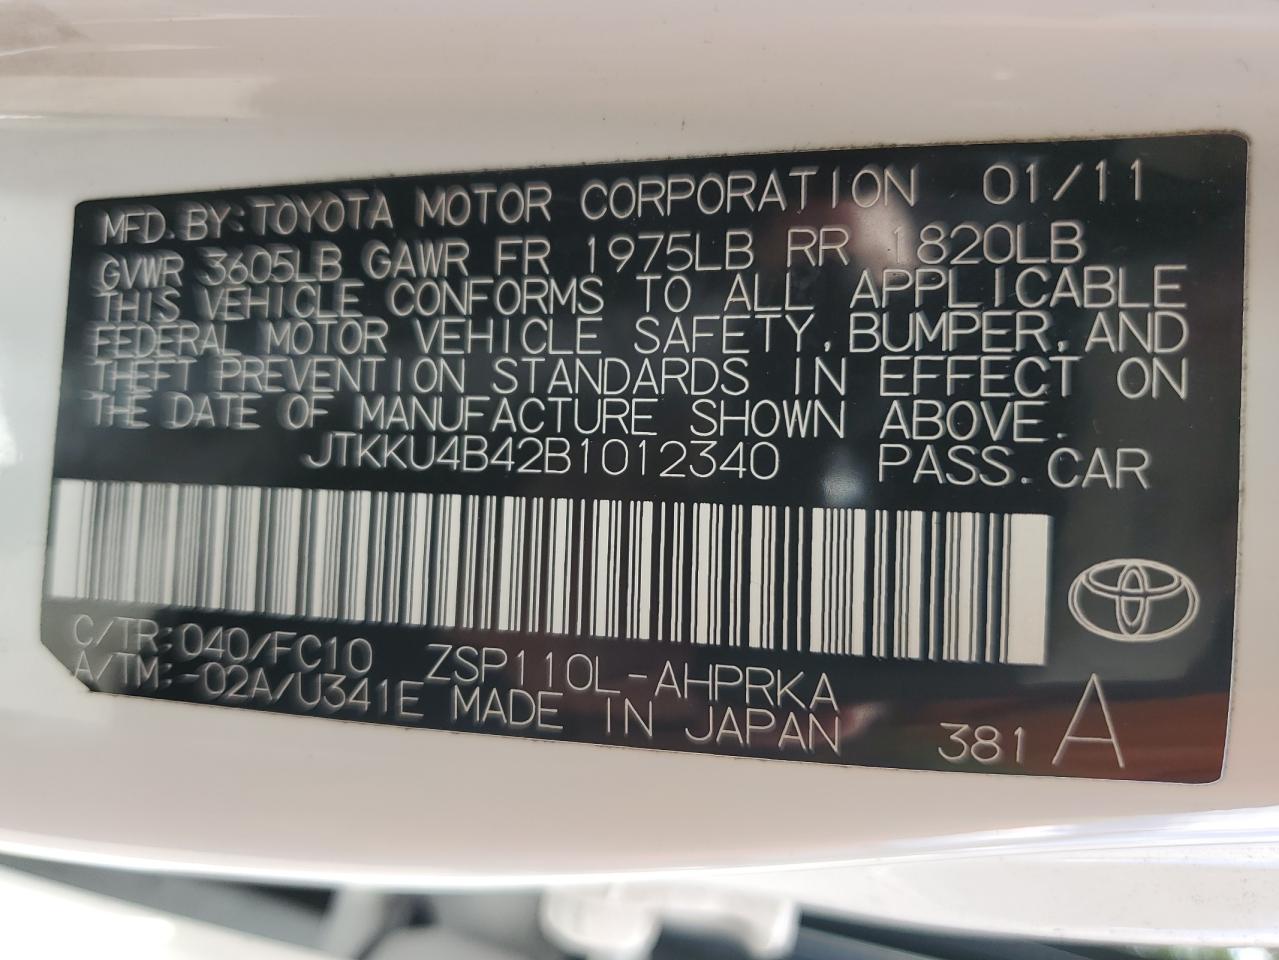 MFD. BY: TOYOTA MOTOR CORPORATION 01/11
GVWR 3605LB GAWR FR 1975LB RR 1820LB
THIS VEHICLE CONFORMS TO ALL APPLICABLE
FEDERAL MOTOR VEHICLE SAFETY, BUMPER, AND
THEFT PREVENTION STANDARDS IN EFFECT ON
THE DATE OF MANUFACTURE SHOWN ABOVE.
JTKKU4B42B1012340 PASS. CAR
C/TR: 040/FC10 ZSP110L-AHPRKA
A/TM: -02A/U341E MADE IN JAPAN 381 A